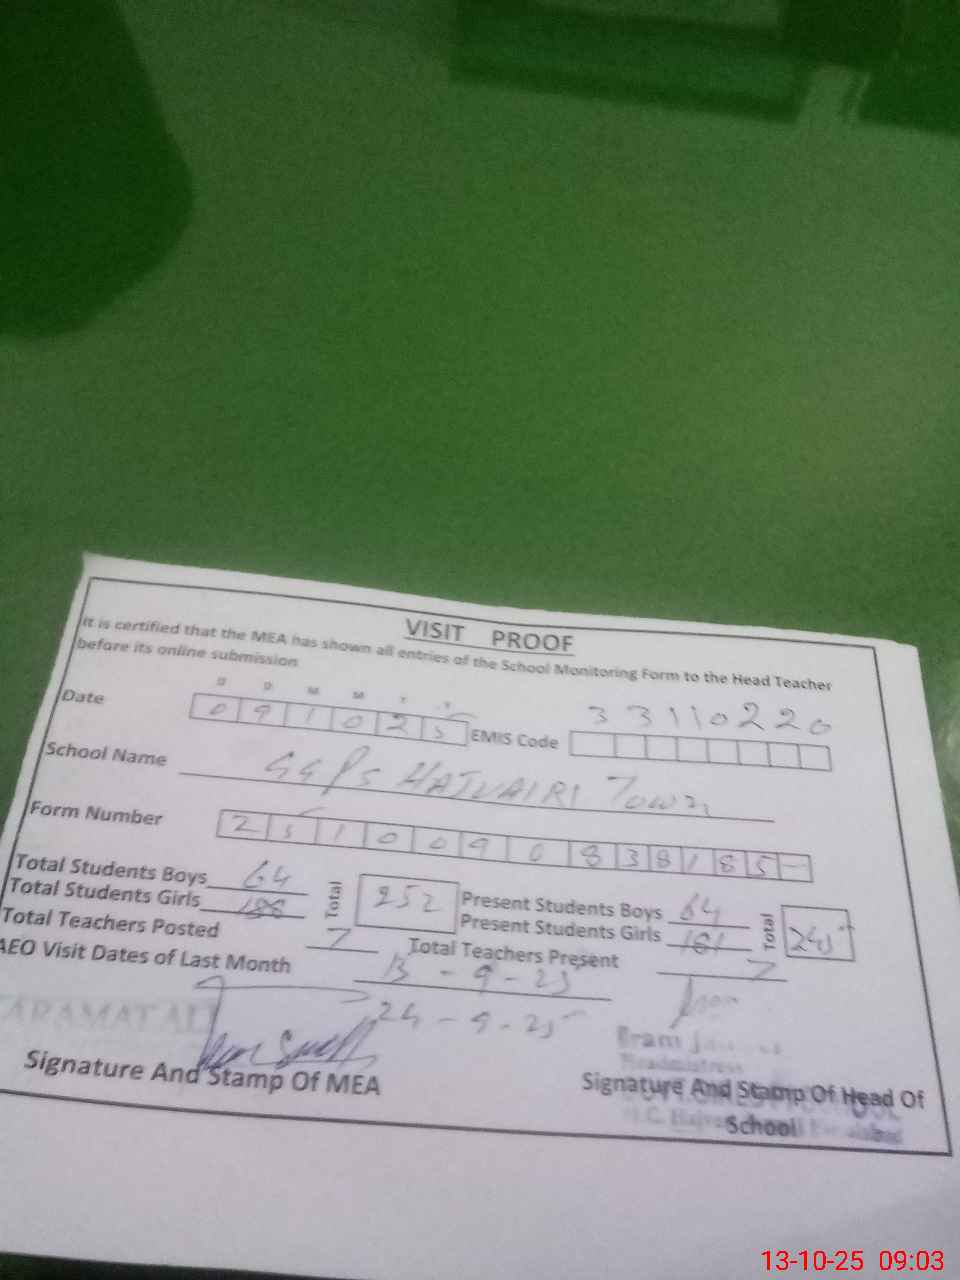 VISIT PROOF
It is certified that the MEA has shown all entries of the School Monitoring Form to the Head Teacher
before its online submission
D D M M Y Y
Date 0 9 1 0 2 5 EMIS Code 33110220
School Name GGPS HAJVAIRI TOWN
Form Number 2 5 1 0 0 9 0 8 3 8 1 8 5 –
Total Students Boys 64 Total 252 Present Students Boys 64 Total 245
Total Students Girls 188 Present Students Girls 181
Total Teachers Posted 7 Total Teachers Present 7
AEO Visit Dates of Last Month 13-9-25
24-9-25
Signature And Stamp Of MEA
Headmistress
Signature And Stamp Of Head Of
School
13-10-25 09:03